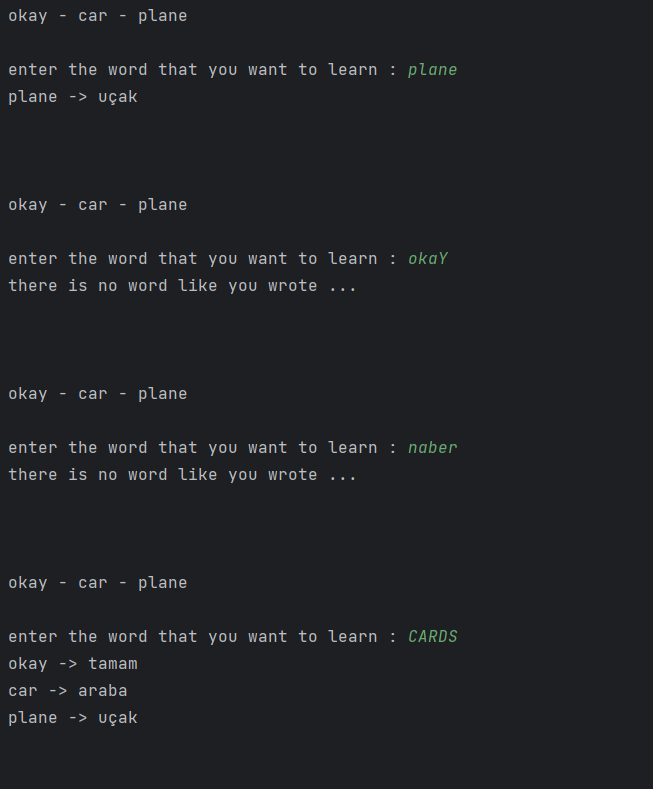 okay - car - plane
enter the word that you want to learn : plane
plane -> uçak
okay - car - plane
enter the word that you want to learn : okaY
there is no word like you wrote ...
okay - car - plane
enter the word that you want to learn : naber
there is no word like you wrote ...
okay - car - plane
enter the word that you want to learn : CARDS
okay -> tamam
car -> araba
plane -> uçak